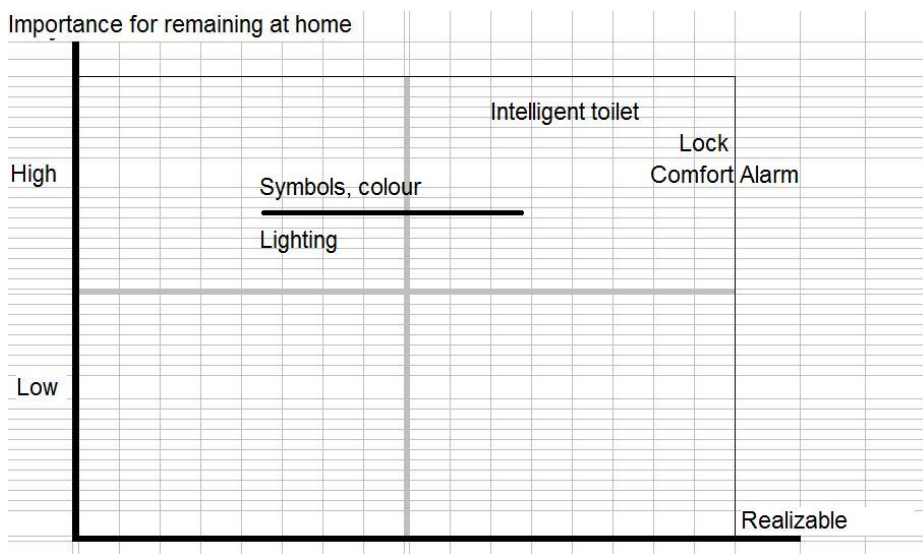 Importance for remaining at home
Intelligent toilet
Lock
High
Comfort Alarm
Symbols, colour
Lighting
Low
Realizable